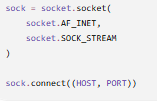 sock = socket.socket(
    socket.AF_INET,
    socket.SOCK_STREAM
)

sock.connect((HOST, PORT))